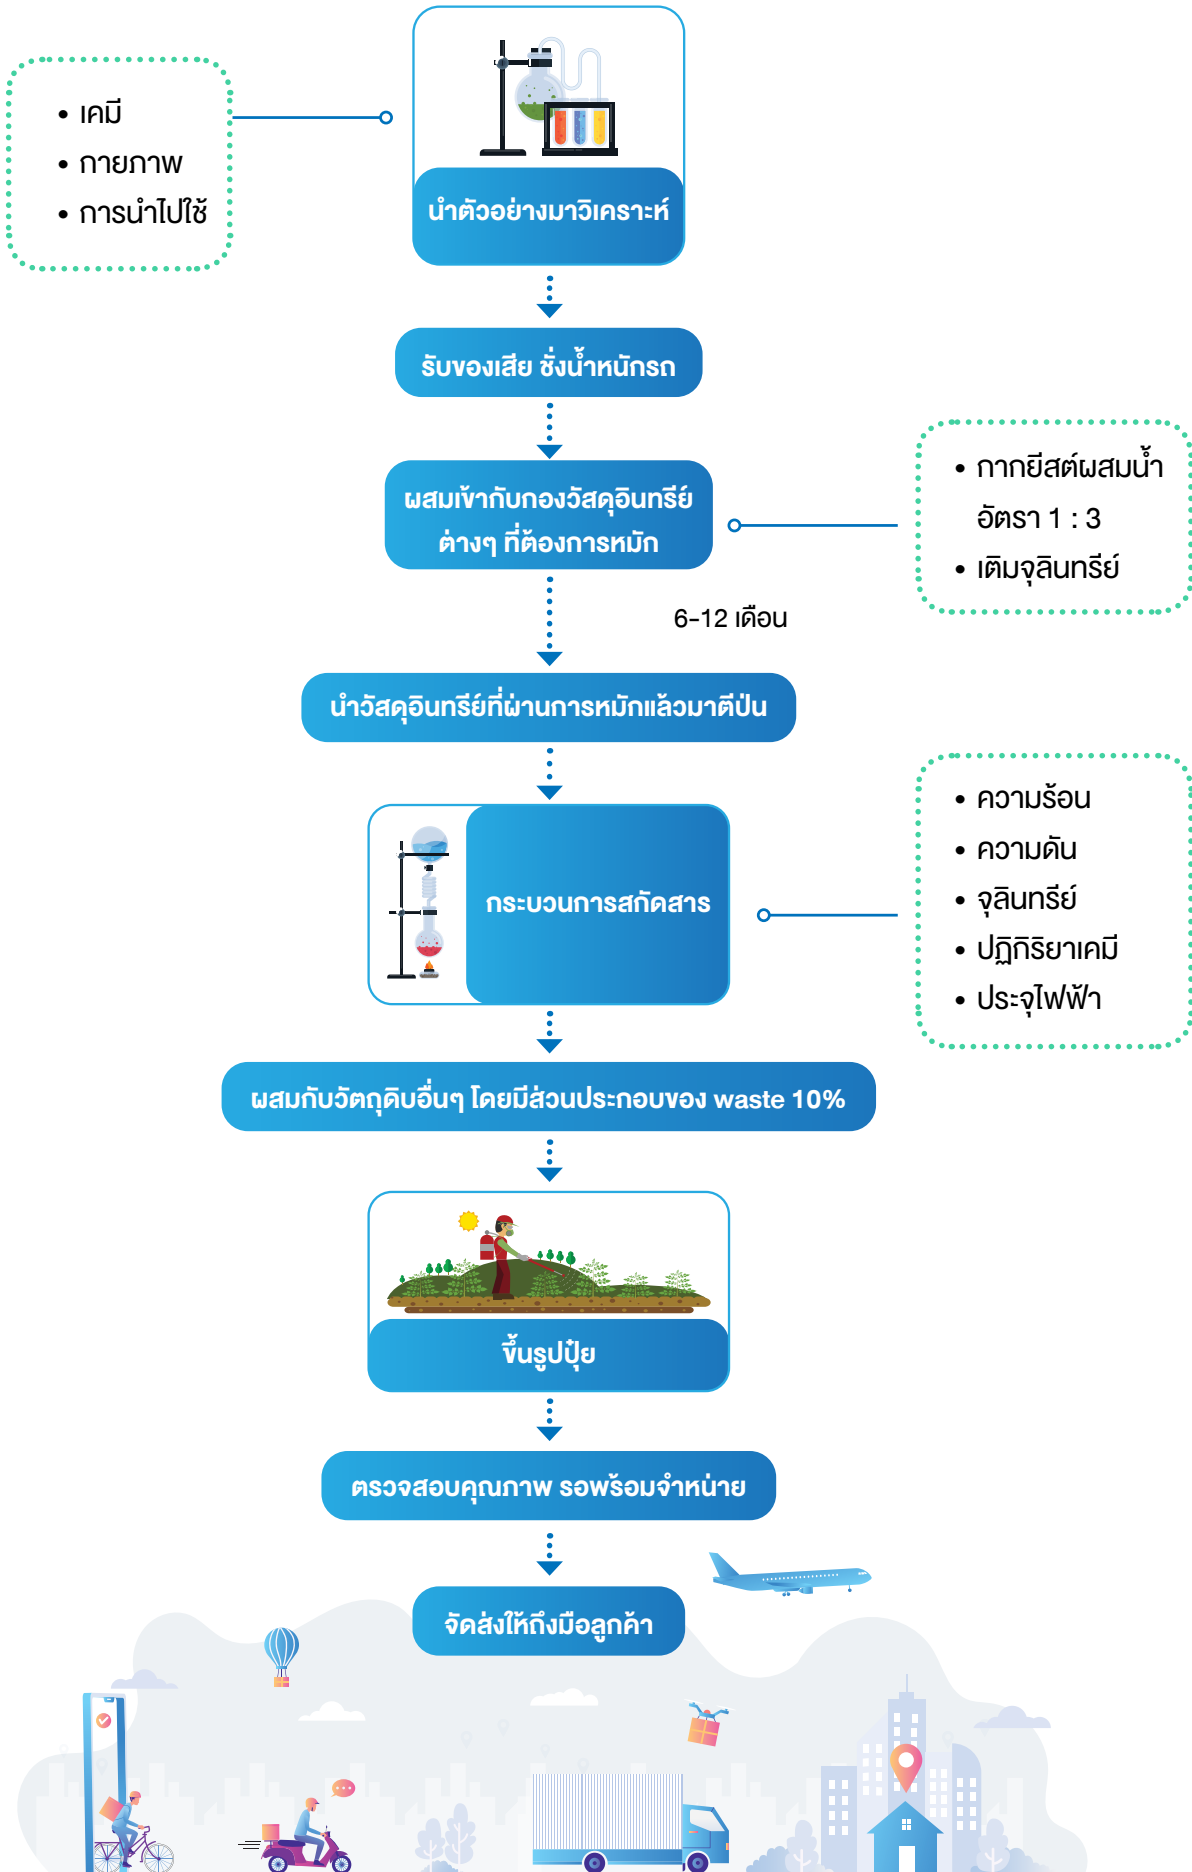 • เคมี
• กายภาพ
• การนำไปใช้
นำตัวอย่างมาวิเคราะห์
รับของเสีย ชั่งน้ำหนักรถ
ผสมเข้ากับกองวัสดุอินทรีย์
ต่างๆ ที่ต้องการหมัก
• กากยีสต์ผสมน้ำ
อัตรา 1 : 3
• เติมจุลินทรีย์
6-12 เดือน
นำวัสดุอินทรีย์ที่ผ่านการหมักแล้วมาตีป่น
กระบวนการสกัดสาร
• ความร้อน
• ความดัน
• จุลินทรีย์
• ปฏิกิริยาเคมี
• ประจุไฟฟ้า
ผสมกับวัตถุดิบอื่นๆ โดยมีส่วนประกอบของ waste 10%
ขึ้นรูปปุ๋ย
ตรวจสอบคุณภาพ รอพร้อมจำหน่าย
จัดส่งให้ถึงมือลูกค้า